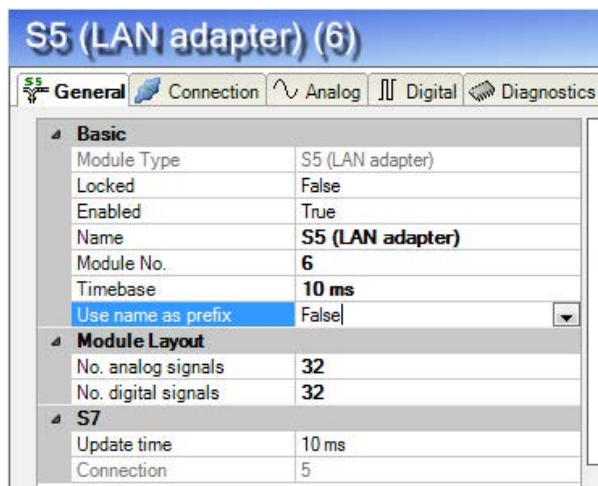 S5 (LAN adapter) (6)
S5 General Connection Analog Digital Diagnostics
Basic
Module Type S5 (LAN adapter)
Locked False
Enabled True
Name S5 (LAN adapter)
Module No. 6
Timebase 10 ms
Use name as prefix False
Module Layout
No. analog signals 32
No. digital signals 32
S7
Update time 10 ms
Connection 5